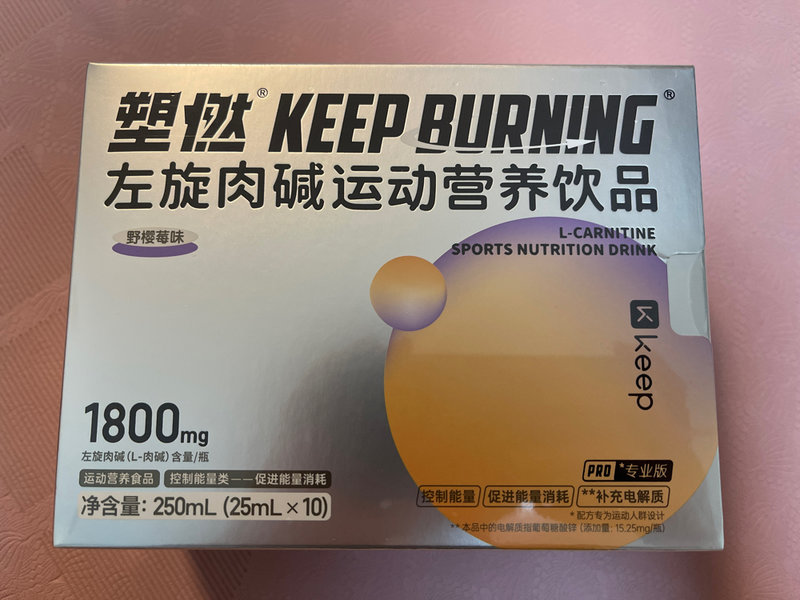 塑燃® KEEP BURNING®
左旋肉碱运动营养饮品
野樱莓味
L-CARNITINE
SPORTS NUTRITION DRINK
keep
1800mg
左旋肉碱(L-肉碱)含量/瓶
运动营养食品 控制能量类——促进能量消耗
净含量: 250mL (25mL×10)
PRO *专业版
控制能量 促进能量消耗 **补充电解质
* 配方专为运动人群设计
** 本品中的电解质指葡萄糖酸锌 (添加量: 15.25mg/瓶)